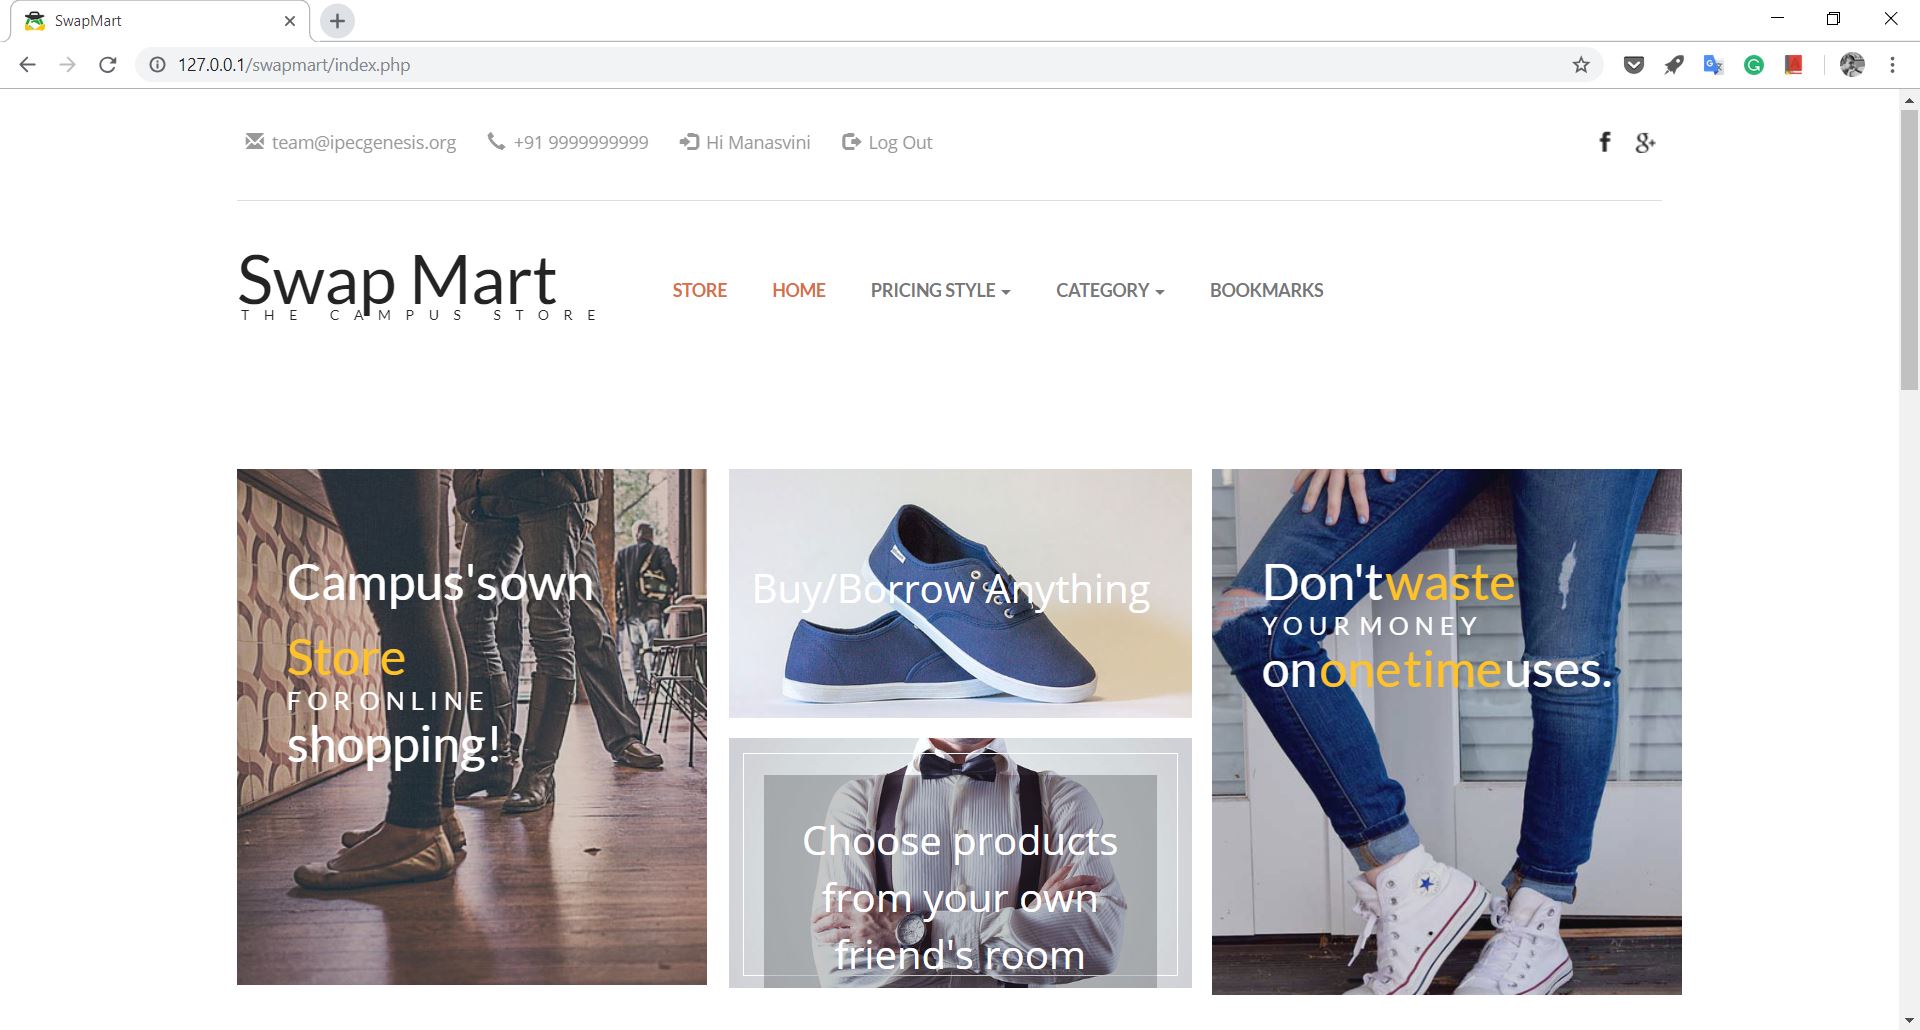 SwapMart
127.0.0.1/swapmart/index.php
team@ipecgenesis.org +91 9999999999 Hi Manasvini Log Out
Swap Mart
THE CAMPUS STORE
STORE HOME PRICING STYLE CATEGORY BOOKMARKS
Campus'sown
Store
FORONLINE
shopping!
Buy/Borrow Anything
Choose products
from your own
friend's room
Don'twaste
YOURMONEY
ononetimeuses.